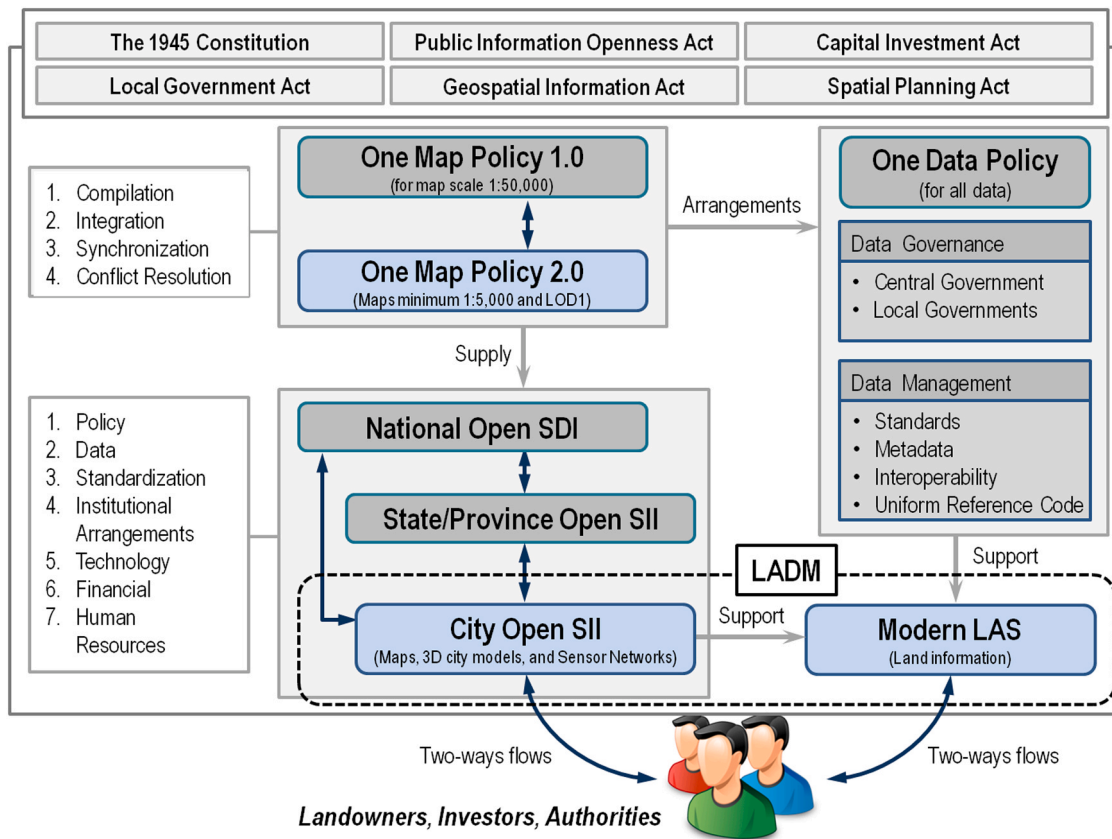 The 1945 Constitution
Public Information Openness Act
Capital Investment Act
Local Government Act
Geospatial Information Act
Spatial Planning Act
1. Compilation
2. Integration
3. Synchronization
4. Conflict Resolution
One Map Policy 1.0
(for map scale 1:50,000)
One Map Policy 2.0
(Maps minimum 1:5,000 and LOD1)
Arrangements
One Data Policy
(for all data)
Data Governance
• Central Government
• Local Governments
Data Management
• Standards
• Metadata
• Interoperability
• Uniform Reference Code
Supply
1. Policy
2. Data
3. Standardization
4. Institutional
Arrangements
5. Technology
6. Financial
7. Human
Resources
National Open SDI
State/Province Open SII
LADM
Support
City Open SII
(Maps, 3D city models, and Sensor Networks)
Support
Modern LAS
(Land information)
Two-ways flows
Two-ways flows
Landowners, Investors, Authorities